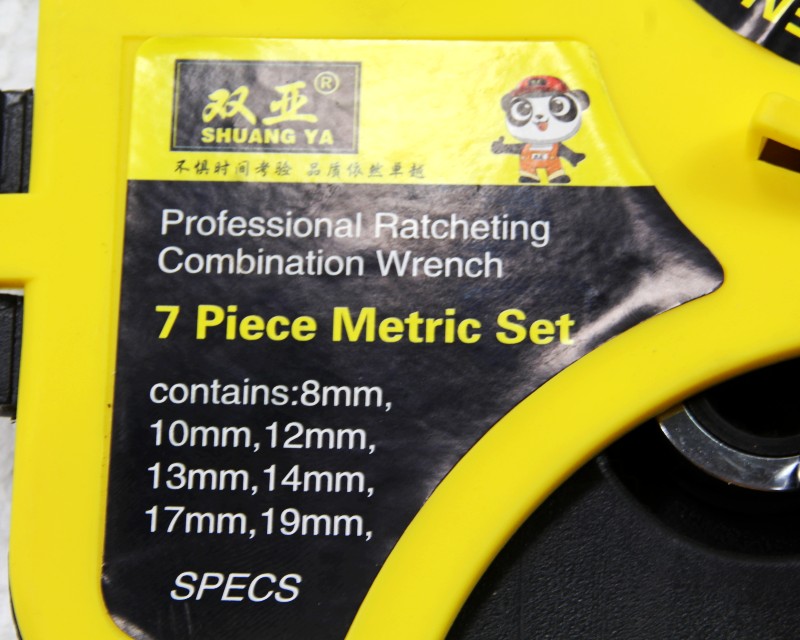 双亚®
SHUANG YA
不惧时间考验 品质依然卓越
Professional Ratcheting
Combination Wrench
7 Piece Metric Set
contains:8mm,
10mm,12mm,
13mm,14mm,
17mm,19mm,
SPECS